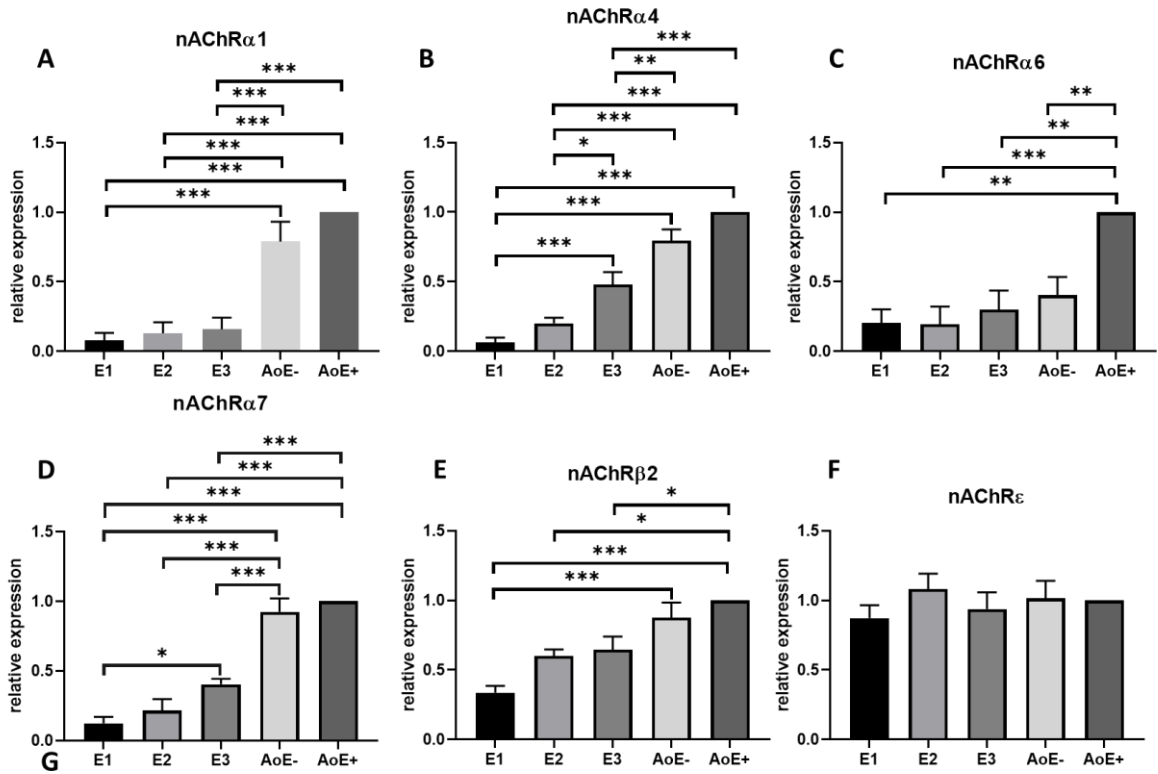 A
nAChRα1
***
***
***
***
***
***
relative expression
1.5
1.0
0.5
0.0
E1 E2 E3 AoE- AoE+
B
nAChRα4
***
**
***
***
*
***
***
***
relative expression
1.5
1.0
0.5
0.0
E1 E2 E3 AoE- AoE+
C
nAChRα6
**
**
***
**
relative expression
1.5
1.0
0.5
0.0
E1 E2 E3 AoE- AoE+
D
nAChRα7
***
***
***
***
***
***
*
relative expression
1.5
1.0
0.5
0.0
E1 E2 E3 AoE- AoE+
E
nAChRβ2
*
*
***
***
relative expression
1.5
1.0
0.5
0.0
E1 E2 E3 AoE- AoE+
F
nAChRε
relative expression
1.5
1.0
0.5
0.0
E1 E2 E3 AoE- AoE+
G